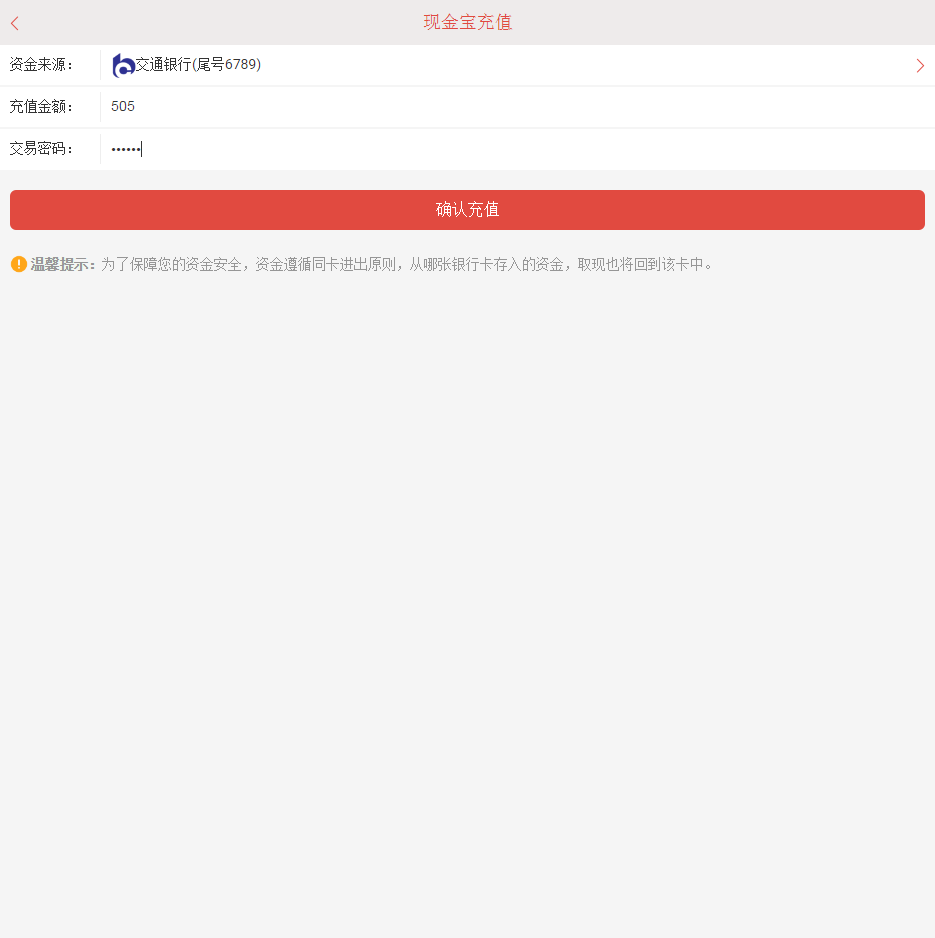 现金宝充值
资金来源： 交通银行(尾号6789)
充值金额： 505
交易密码： ••••••
确认充值
温馨提示：为了保障您的资金安全，资金遵循同卡进出原则，从哪张银行卡存入的资金，取现也将回到该卡中。